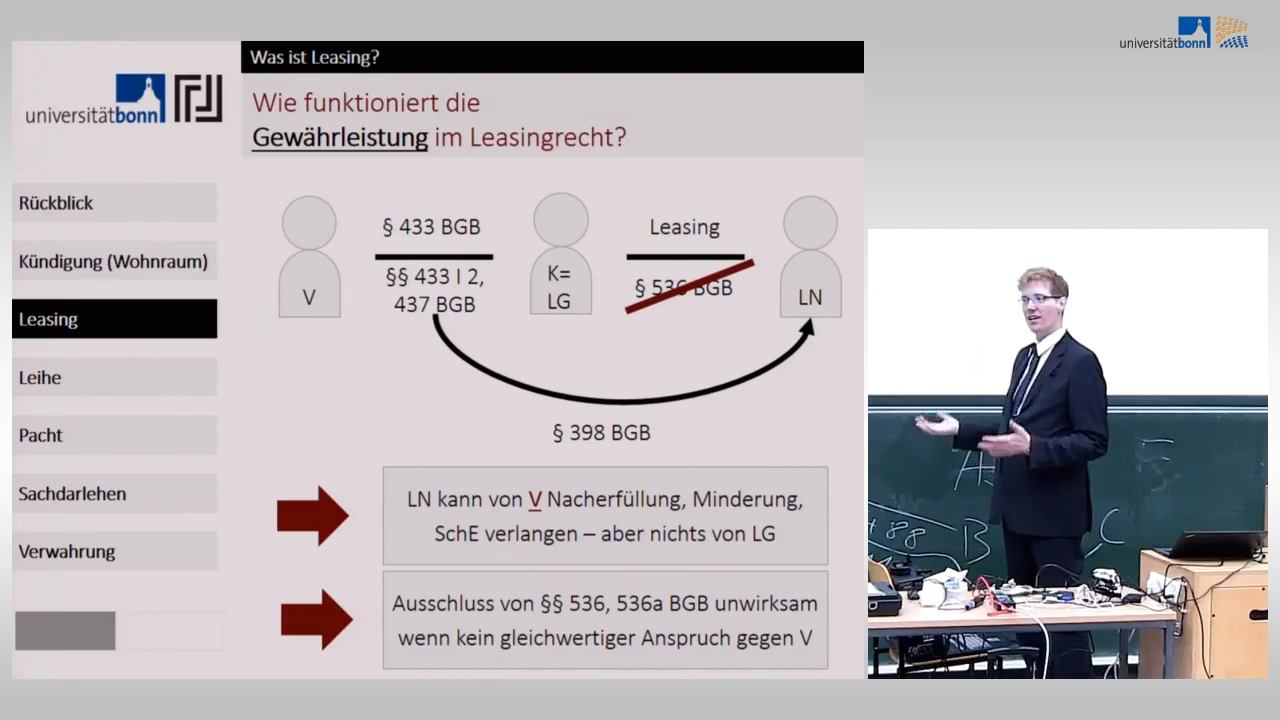 universitätbonn
Was ist Leasing?
universitätbonn
Wie funktioniert die
Gewährleistung im Leasingrecht?
Rückblick
Kündigung (Wohnraum)
Leasing
Leihe
Pacht
Sachdarlehen
Verwahrung
§ 433 BGB
Leasing
§§ 433 I 2,
437 BGB
§ 536 BGB
V
K=
LG
LN
§ 398 BGB
LN kann von V Nacherfüllung, Minderung,
SchE verlangen – aber nichts von LG
Ausschluss von §§ 536, 536a BGB unwirksam
wenn kein gleichwertiger Anspruch gegen V
A
B
C
88